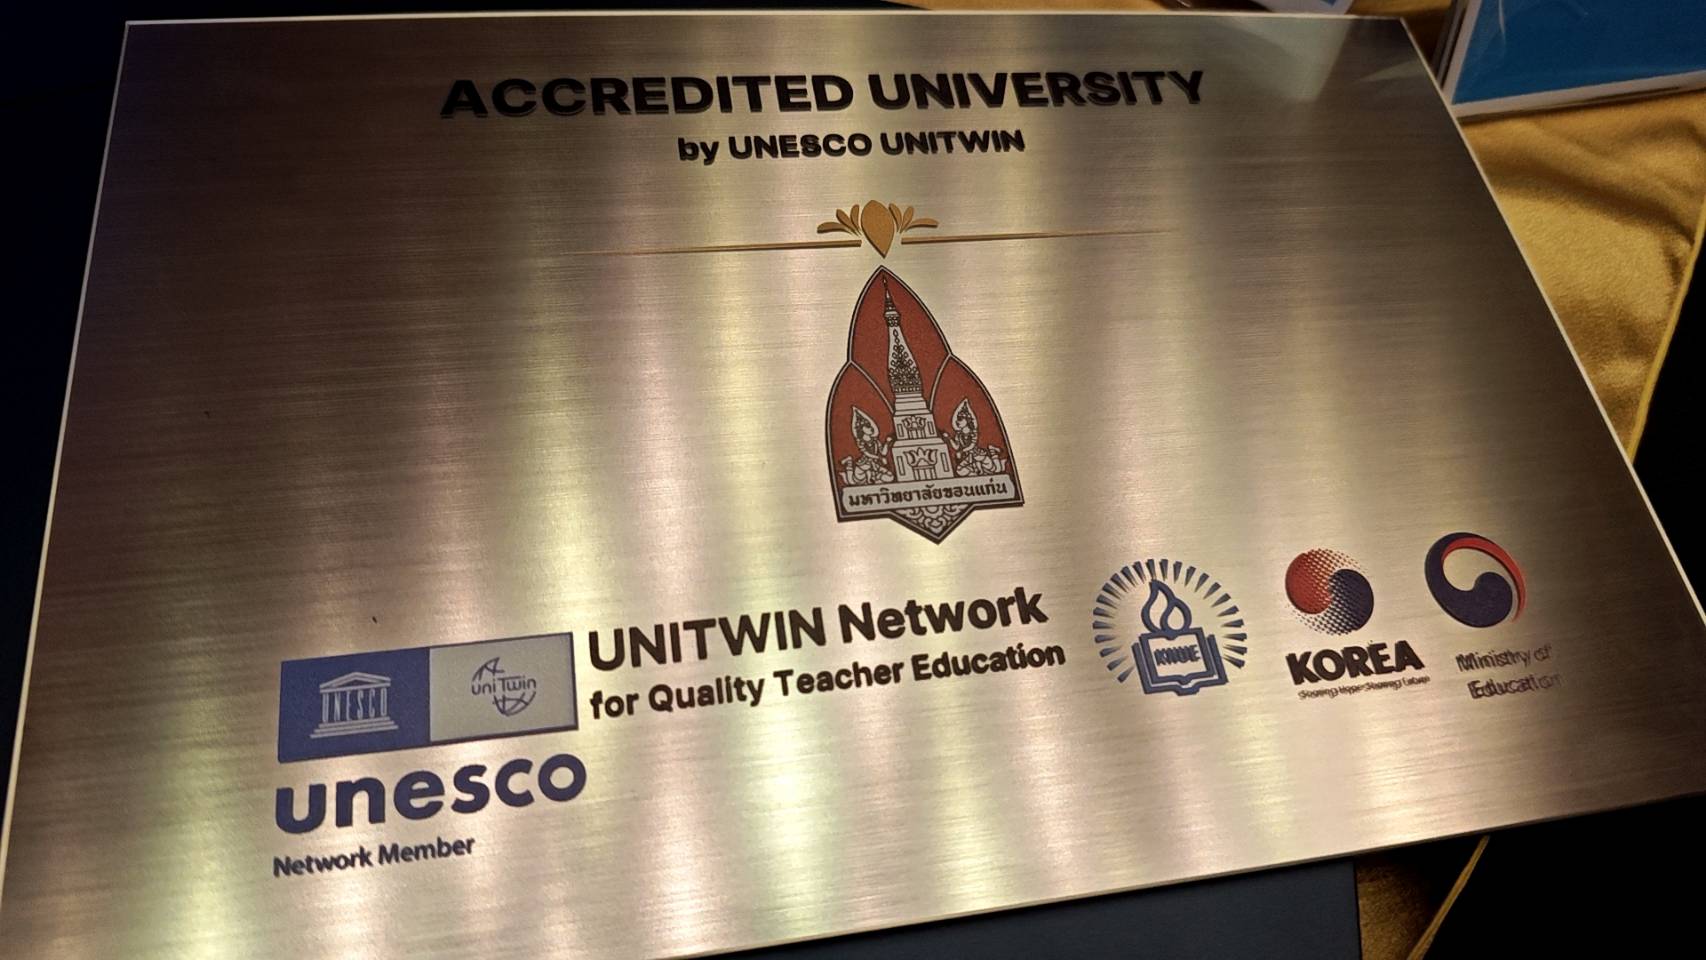 ACCREDITED UNIVERSITY
by UNESCO UNITWIN
มหาวิทยาลัยขอนแก่น
UNITWIN Network
for Quality Teacher Education
UNESCO
uniTwin
unesco
Network Member
KNUE
KOREA
Ministry of
Education